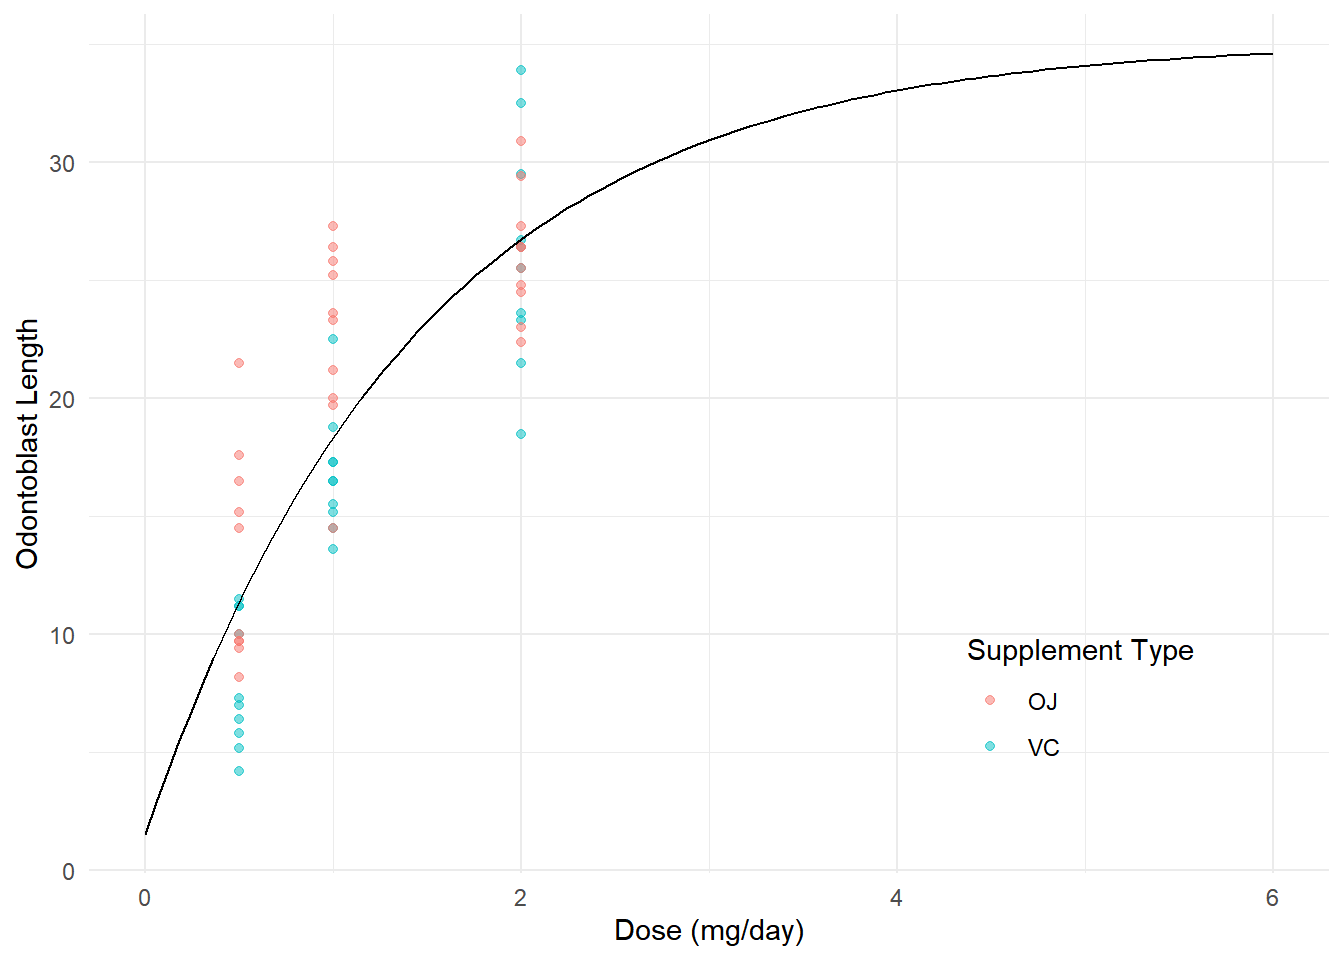 Odontoblast Length
30
20
10
0
0 2 4 6
Dose (mg/day)
Supplement Type
OJ
VC